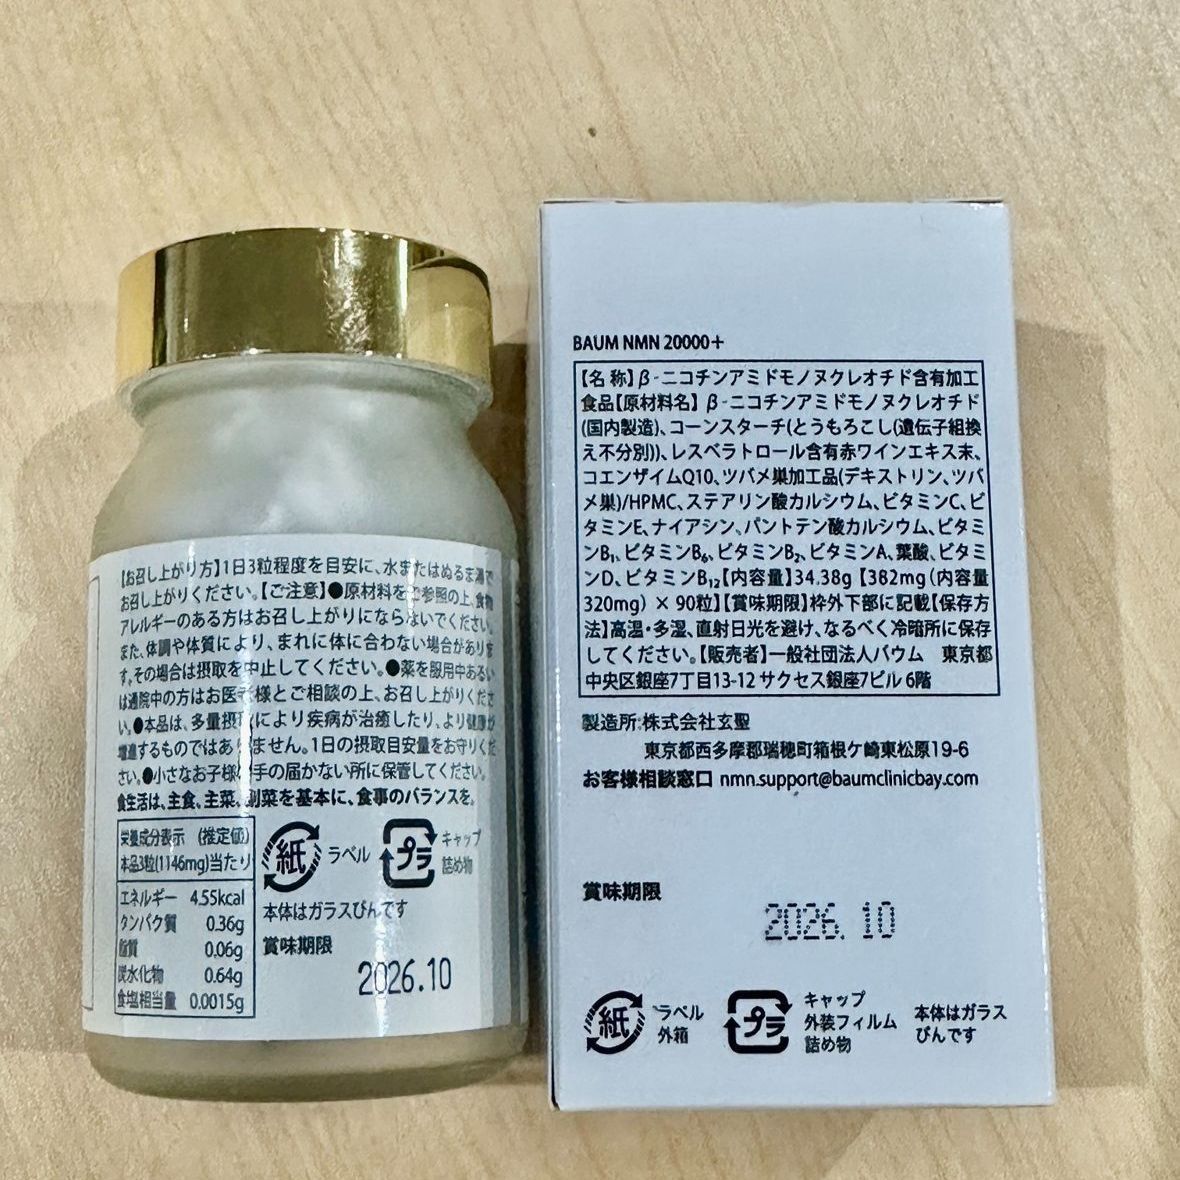 【お召し上がり方】1日3粒程度を目安に、水またはぬるま湯で
お召し上がりください。【ご注意】●原材料をご参照の上、食物
アレルギーのある方はお召し上がりにならないでください。
また、体調や体質により、まれに体に合わない場合がありま
す。その場合は摂取を中止してください。●薬を服用中あるい
は通院中の方はお医者様とご相談の上、お召し上がりくださ
い。●本品は、多量摂取により疾病が治癒したり、より健康が
増進するものではありません。1日の摂取目安量をお守りくだ
さい。●小さなお子様の手の届かない所に保管してください。
食生活は、主食、主菜、副菜を基本に、食事のバランスを。
栄養成分表示 (推定値)
本品3粒(1146mg)当たり
エネルギー 4.55kcal
タンパク質 0.36g
脂質 0.06g
炭水化物 0.64g
食塩相当量 0.0015g
紙 ラベル
プラ キャップ
詰め物
本体はガラスびんです
賞味期限
2026.10
BAUM NMN 20000+
【名 称】β-ニコチンアミドモノヌクレオチド含有加工
食品【原材料名】β-ニコチンアミドモノヌクレオチド
(国内製造)、コーンスターチ(とうもろこし(遺伝子組換
え不分別))、レスベラトロール含有赤ワインエキス末、
コエンザイムQ10、ツバメ巣加工品(デキストリン、ツバ
メ巣)/HPMC、ステアリン酸カルシウム、ビタミンC、ビ
タミンE、ナイアシン、パントテン酸カルシウム、ビタミ
ンB₁、ビタミンB₆、ビタミンB₂、ビタミンA、葉酸、ビタミ
ンD、ビタミンB₁₂【内容量】34.38g【382mg(内容量
320mg) × 90粒】【賞味期限】枠外下部に記載【保存方
法】高温・多湿、直射日光を避け、なるべく冷暗所に保存
してください。【販売者】一般社団法人バウム 東京都
中央区銀座7丁目13-12 サクセス銀座7ビル 6階
製造所:株式会社玄聖
東京都西多摩郡瑞穂町箱根ケ崎東松原19-6
お客様相談窓口 nmn.support@baumclinicbay.com
賞味期限
2026. 10
紙 ラベル
外箱
プラ キャップ
外装フィルム
詰め物
本体はガラス
びんです